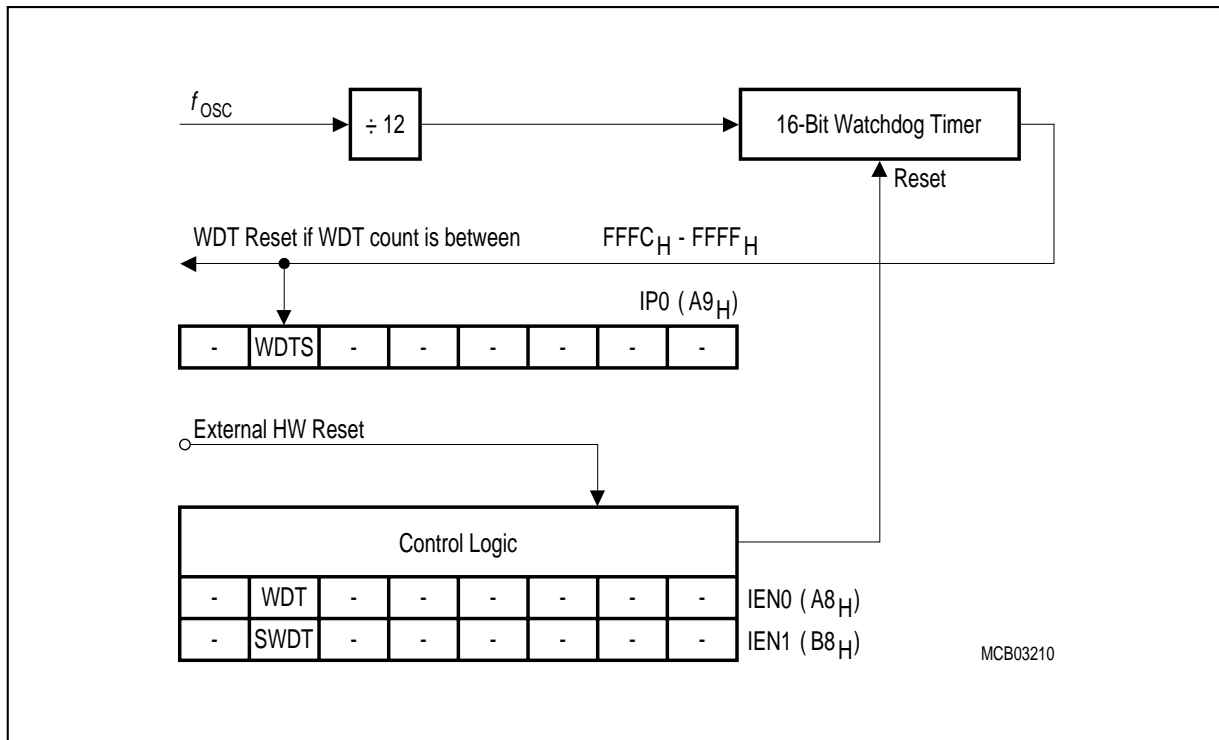 fOSC
÷ 12
16-Bit Watchdog Timer
Reset
WDT Reset if WDT count is between FFFCH - FFFFH
IP0 ( A9H)
- WDTS - - - - - -
External HW Reset
Control Logic
- WDT - - - - - - IEN0 ( A8H)
- SWDT - - - - - - IEN1 ( B8H)
MCB03210